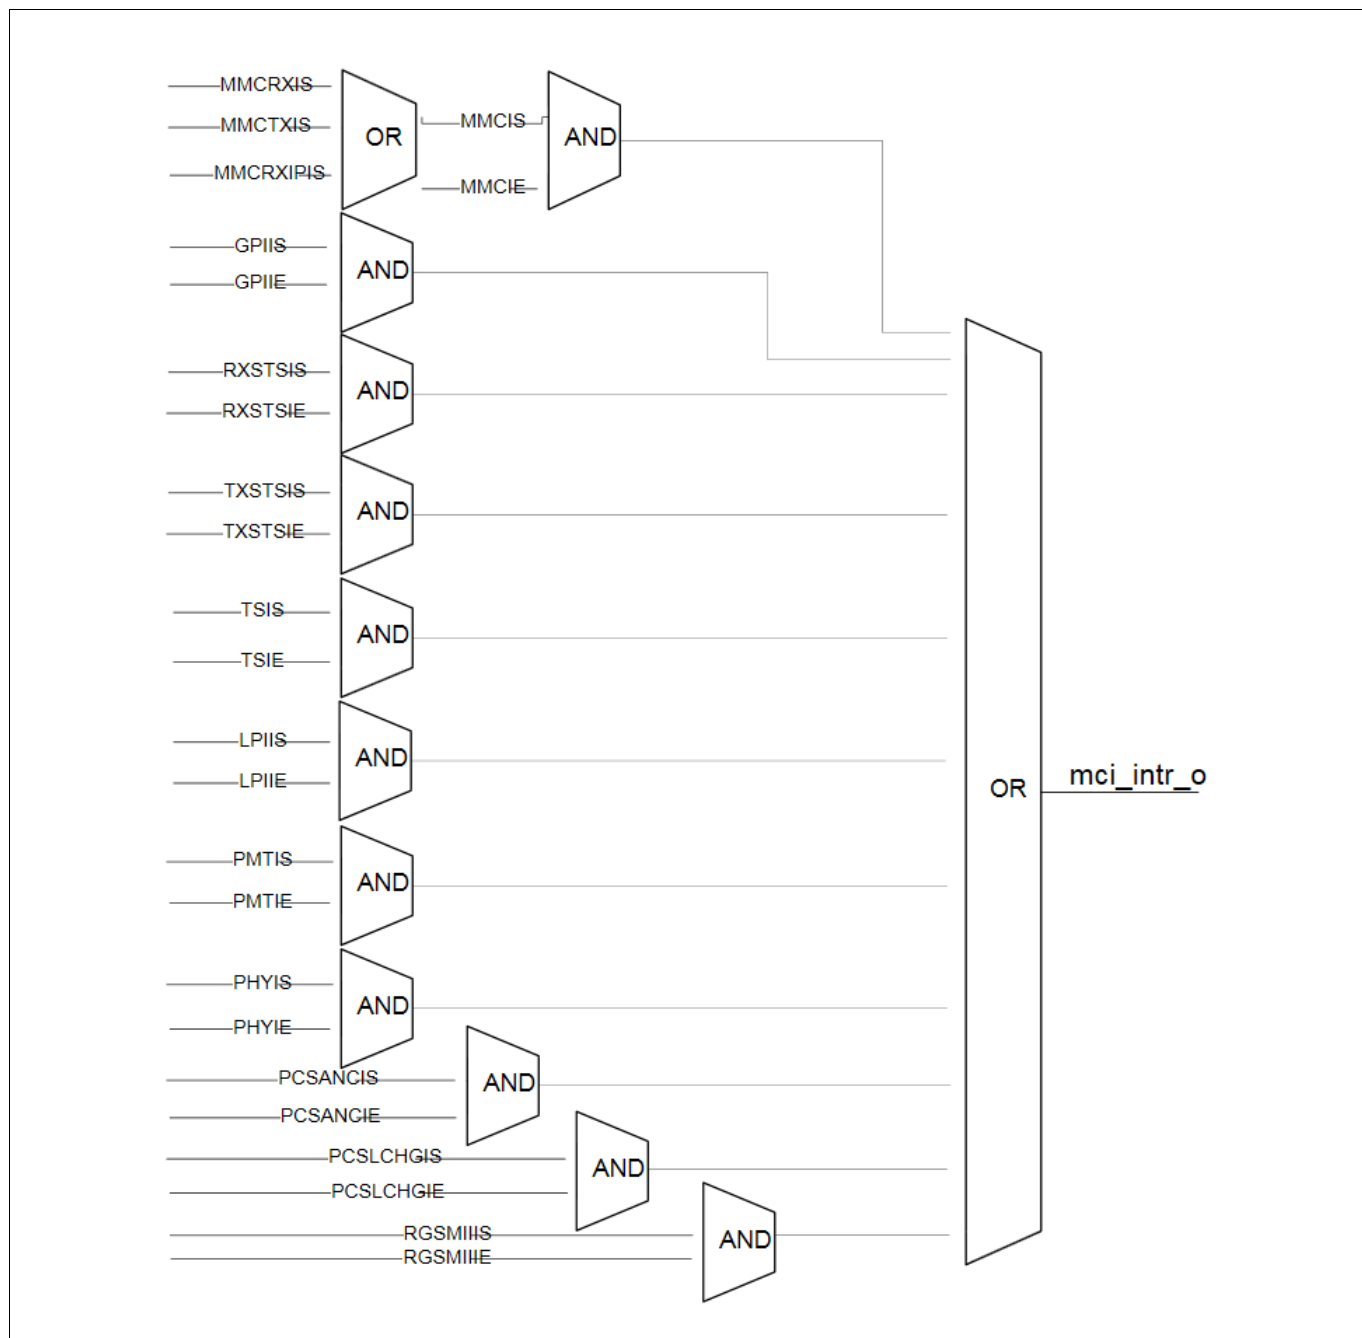 MMCRXIS
MMCTXIS
MMCRXIPIS
OR
MMCIS
MMCIE
AND
GPIIS
GPIIE
AND
RXSTSIS
RXSTSIE
AND
TXSTSIS
TXSTSIE
AND
TSIS
TSIE
AND
LPIIS
LPIIE
AND
PMTIS
PMTIE
AND
PHYIS
PHYIE
AND
PCSANCIS
PCSANCIE
AND
PCSLCHGIS
PCSLCHGIE
AND
RGSMIIIS
RGSMIIIE
AND
OR
mci_intr_o